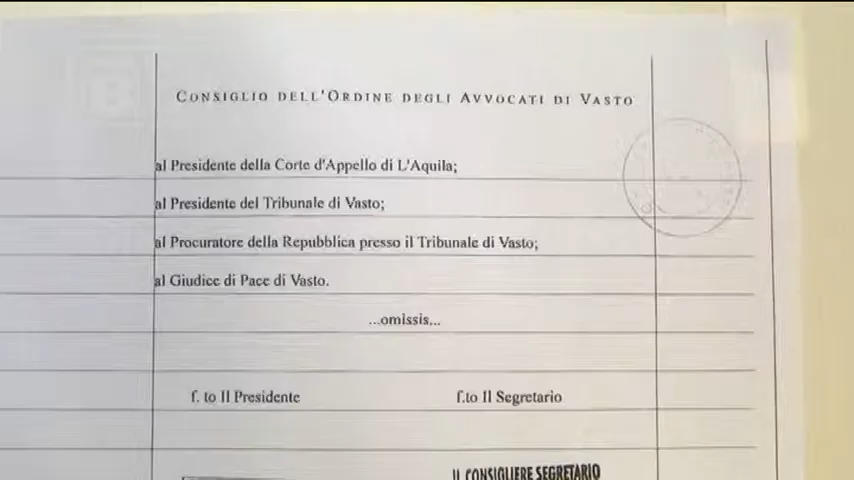 CONSIGLIO DELL'ORDINE DEGLI AVVOCATI DI VASTO
al Presidente della Corte d'Appello di L'Aquila;
al Presidente del Tribunale di Vasto;
al Procuratore della Repubblica presso il Tribunale di Vasto;
al Giudice di Pace di Vasto.
...omissis...
f. to Il Presidente f.to Il Segretario
IL CONSIGLIERE SEGRETARIO